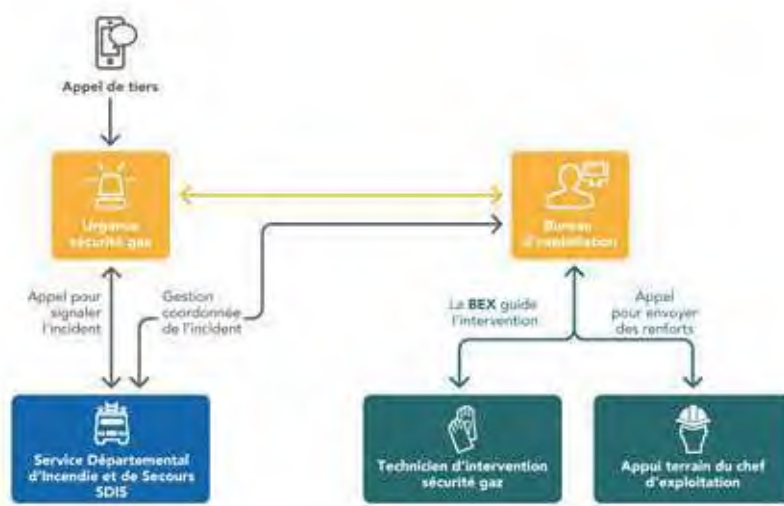 Appel de tiers
Urgence
sécurité gaz
Bureau
d'exploitation
Appel pour
signaler
l'incident
Gestion
coordonnée
de l'incident
Le BEX guide
l'intervention
Appel
pour envoyer
des renforts
Service Départemental
d'Incendie et de Secours
SDIS
Technicien d'intervention
sécurité gaz
Appui terrain du chef
d'exploitation